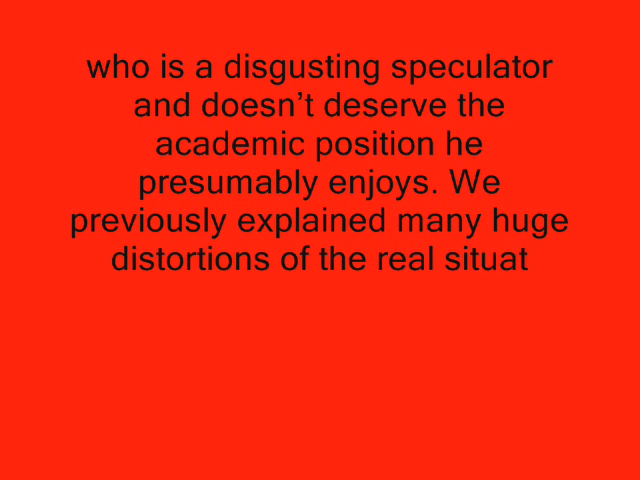 who is a disgusting speculator
and doesn’t deserve the
academic position he
presumably enjoys. We
previously explained many huge
distortions of the real situat